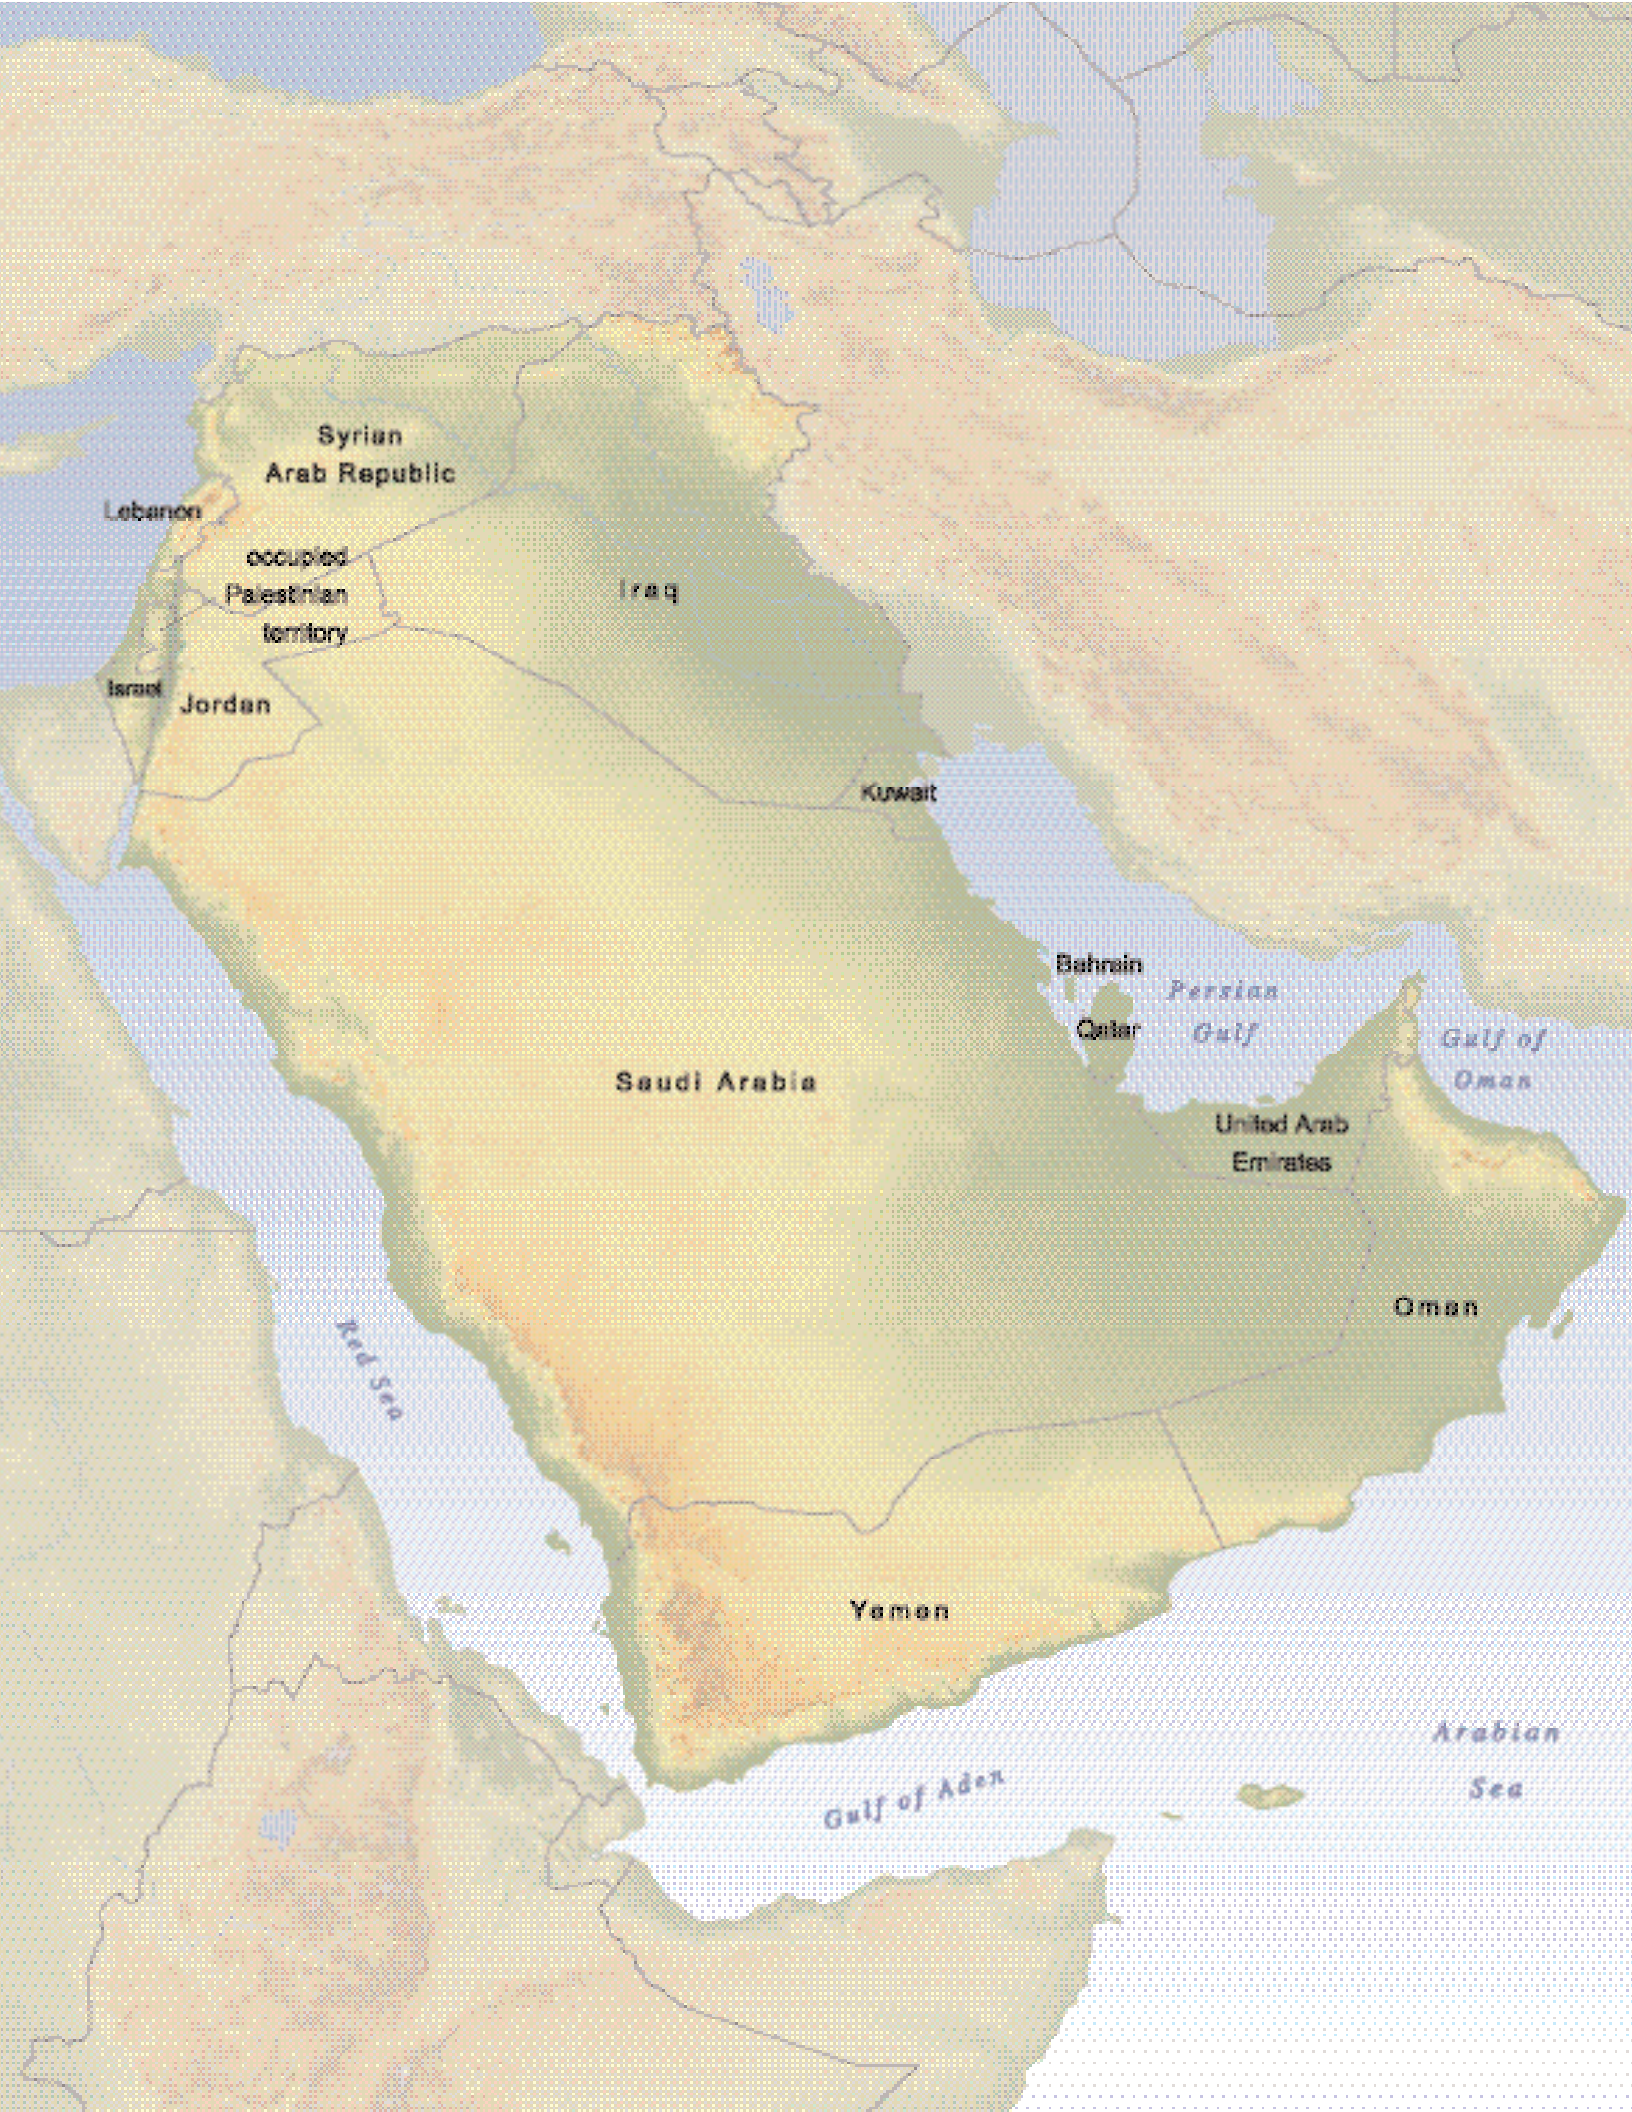 Syrian
Arab Republic
Lebanon
occupied
Palestinian
territory
Iraq
Israel
Jordan
Kuwait
Bahrain
Persian
Gulf
Qatar
Gulf of
Oman
Saudi Arabia
United Arab
Emirates
Oman
Red Sea
Yemen
Arabian
Sea
Gulf of Aden